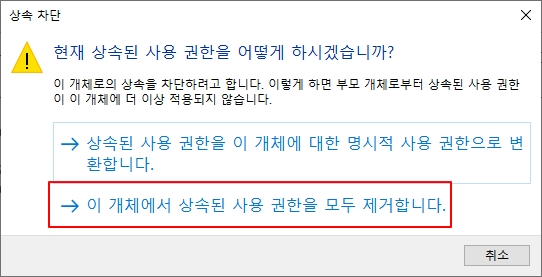 상속 차단
현재 상속된 사용 권한을 어떻게 하시겠습니까?
이 개체로의 상속을 차단하려고 합니다. 이렇게 하면 부모 개체로부터 상속된 사용 권한
이 이 개체에 더 이상 적용되지 않습니다.
상속된 사용 권한을 이 개체에 대한 명시적 사용 권한으로 변
환합니다.
이 개체에서 상속된 사용 권한을 모두 제거합니다.
취소